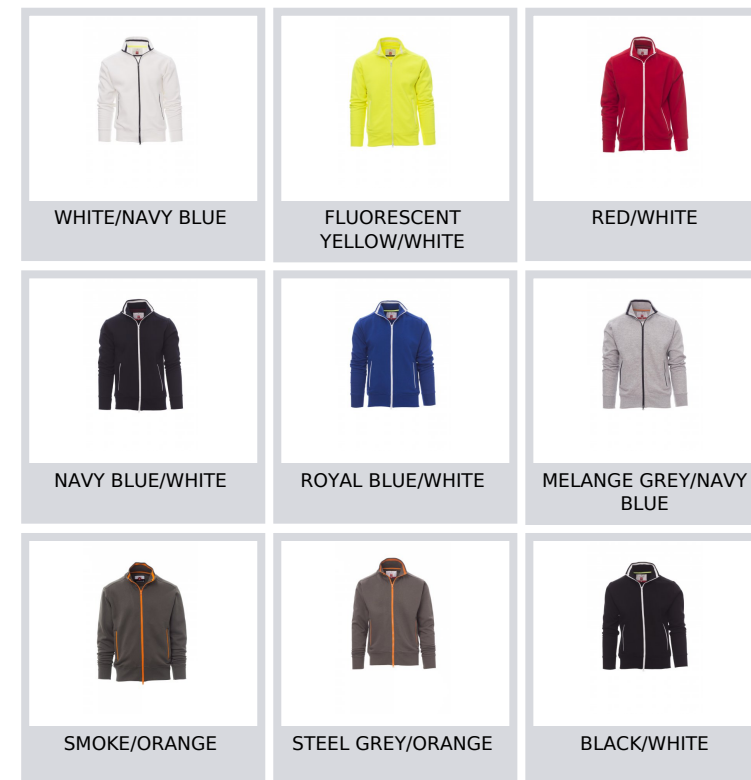 WHITE/NAVY BLUE
FLUORESCENT
YELLOW/WHITE
RED/WHITE
NAVY BLUE/WHITE
ROYAL BLUE/WHITE
MELANGE GREY/NAVY
BLUE
SMOKE/ORANGE
STEEL GREY/ORANGE
BLACK/WHITE